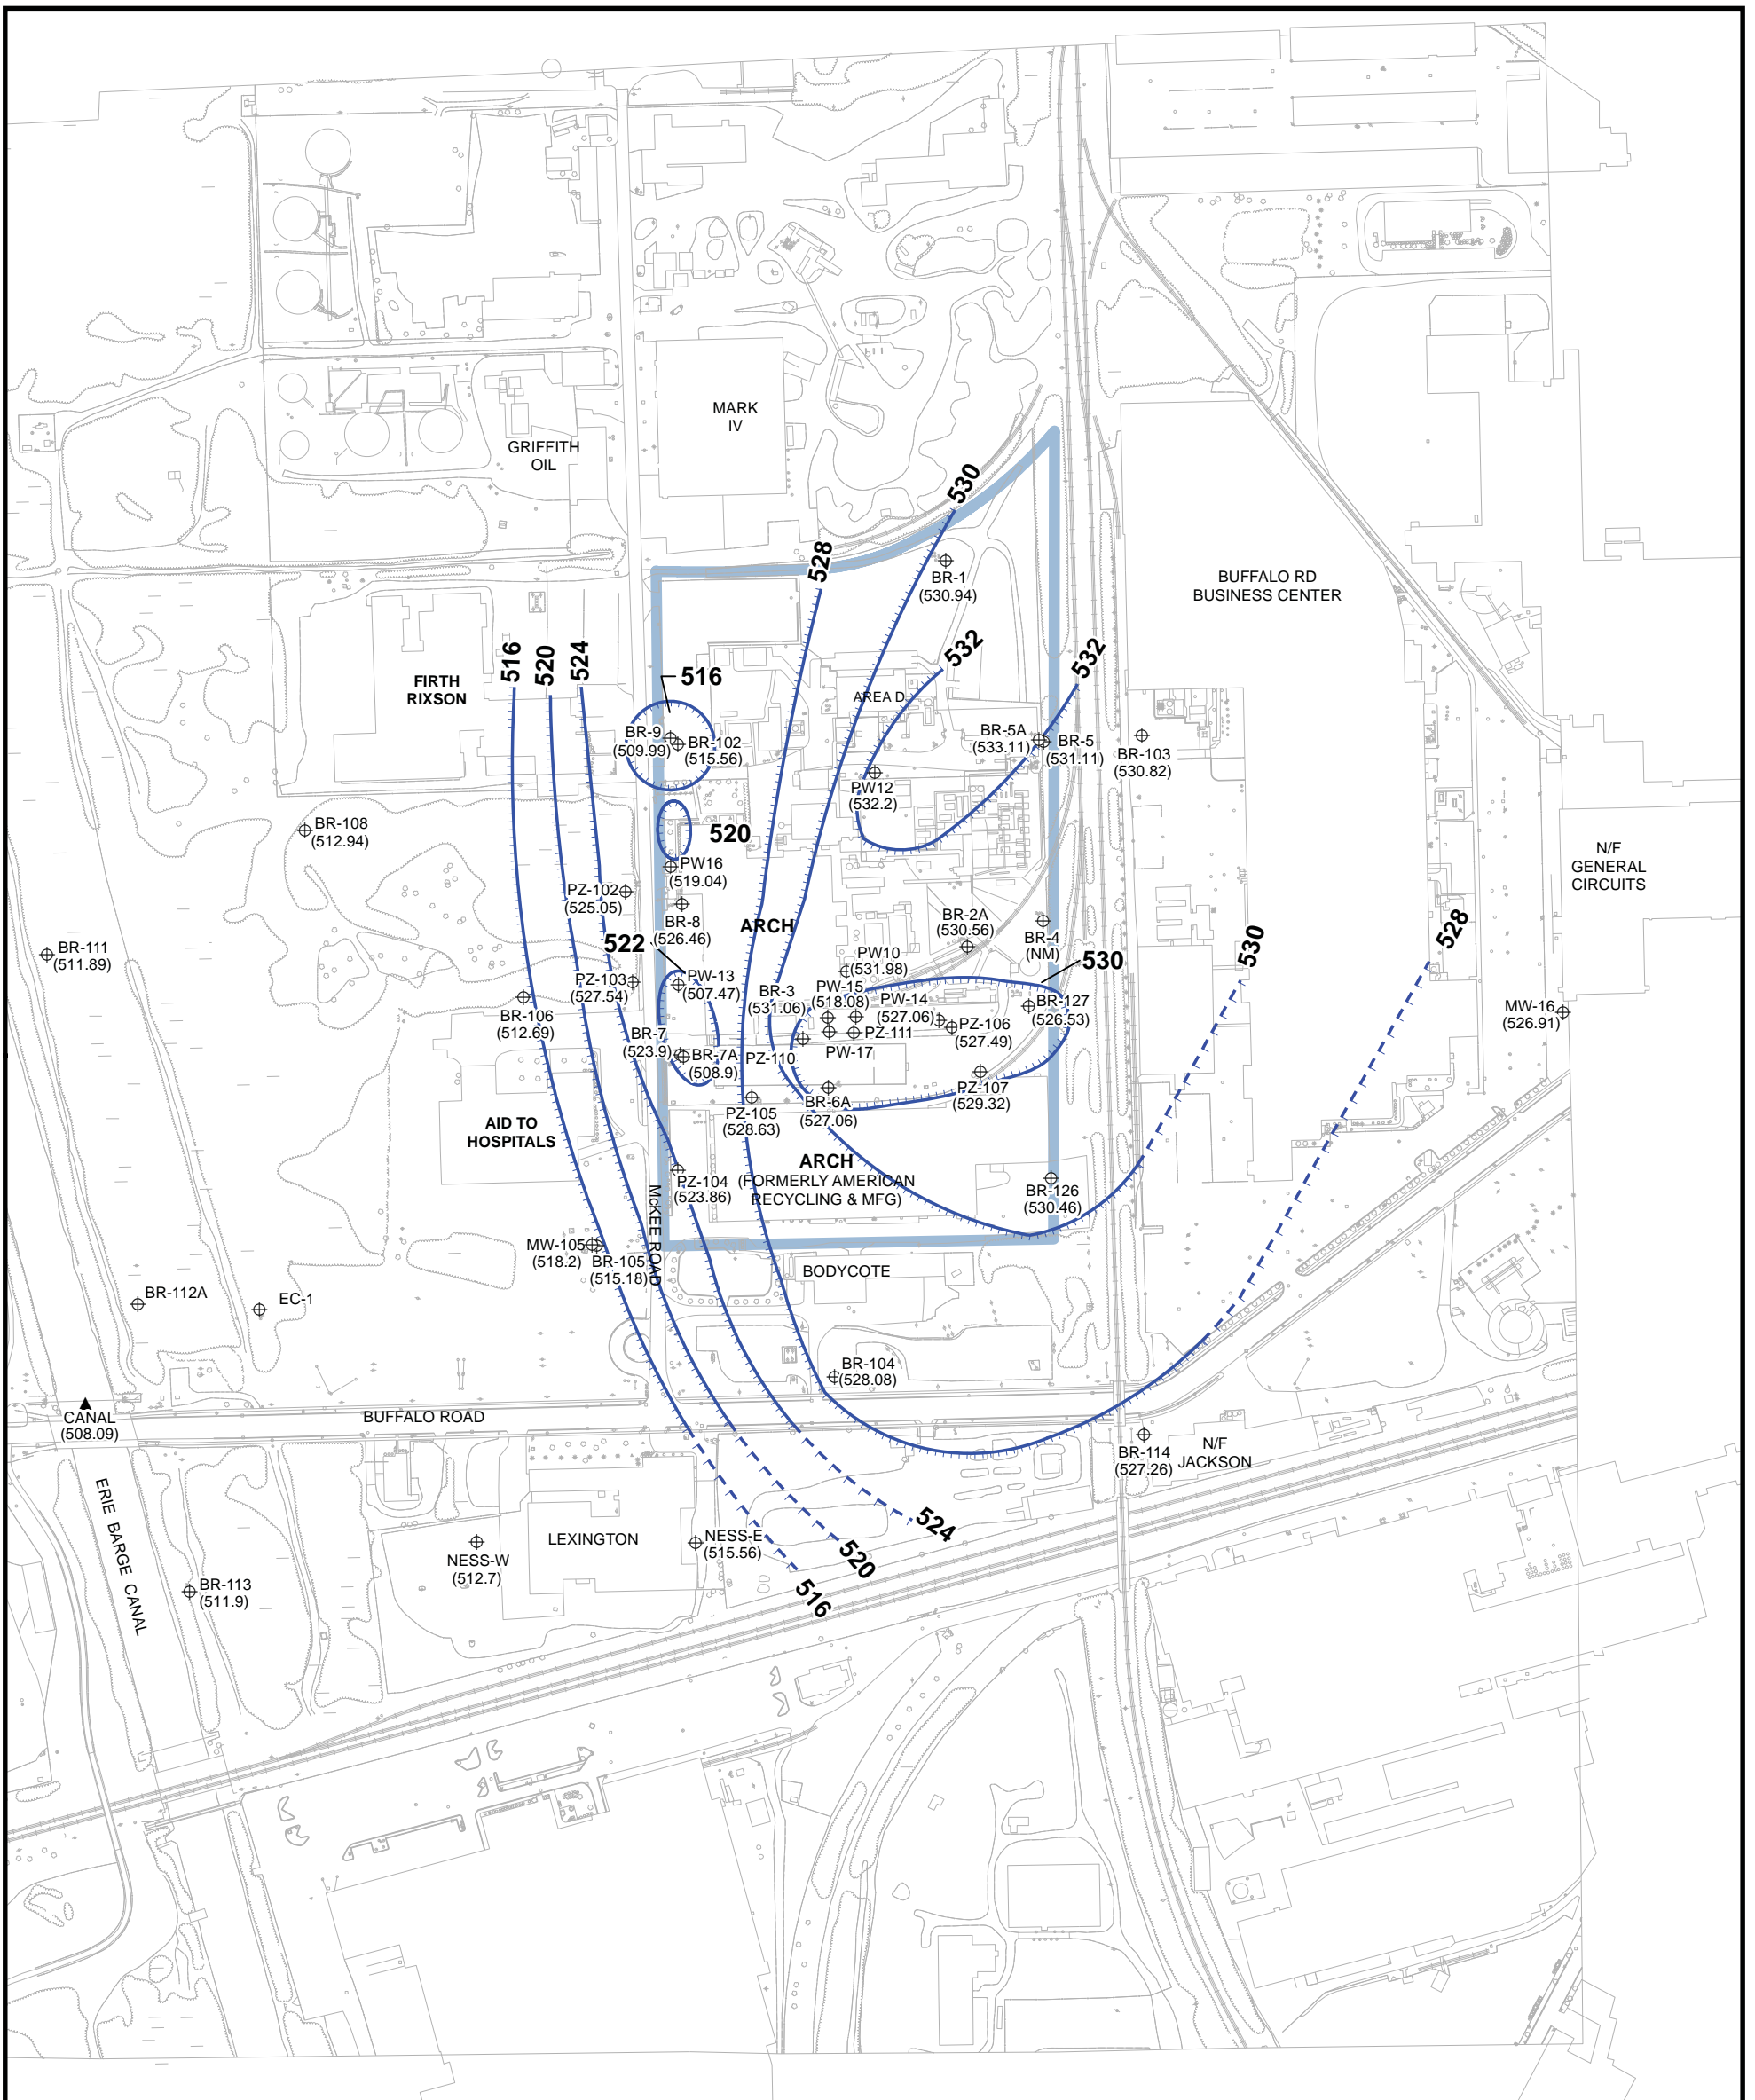 MARK
IV
GRIFFITH
OIL
530
528
BR-1
(530.94)
BUFFALO RD
BUSINESS CENTER
532
532
516
520
524
516
FIRTH
RIXSON
AREA D
BR-9
(509.99)
BR-102
(515.56)
BR-5A
(533.11)
BR-5
(531.11)
BR-103
(530.82)
PW12
(532.2)
BR-108
(512.94)
520
PW16
(519.04)
N/F
GENERAL
CIRCUITS
PZ-102
(525.05)
BR-8
(526.46)
ARCH
BR-2A
(530.56)
BR-4
(NM)
528
530
BR-111
(511.89)
522
PW10
(531.98)
530
PZ-103
(527.54)
PW-13
(507.47)
BR-3
(531.06)
PW-15
(518.08)
PW-14
(527.06)
BR-127
(526.53)
MW-16
(526.91)
BR-106
(512.69)
PZ-106
(527.49)
PZ-111
BR-7
(523.9)
BR-7A
(508.9)
PZ-110
PW-17
PZ-107
(529.32)
BR-6A
(527.06)
PZ-105
(528.63)
AID TO
HOSPITALS
ARCH
(FORMERLY AMERICAN
RECYCLING & MFG)
PZ-104
(523.86)
BR-126
(530.46)
McKEE ROAD
MW-105
(518.2)
BR-105
(515.18)
BODYCOTE
BR-112A
EC-1
BR-104
(528.08)
CANAL
(508.09)
BUFFALO ROAD
BR-114
(527.26)
N/F
JACKSON
ERIE BARGE CANAL
524
LEXINGTON
NESS-E
(515.56)
NESS-W
(512.7)
520
516
BR-113
(511.9)